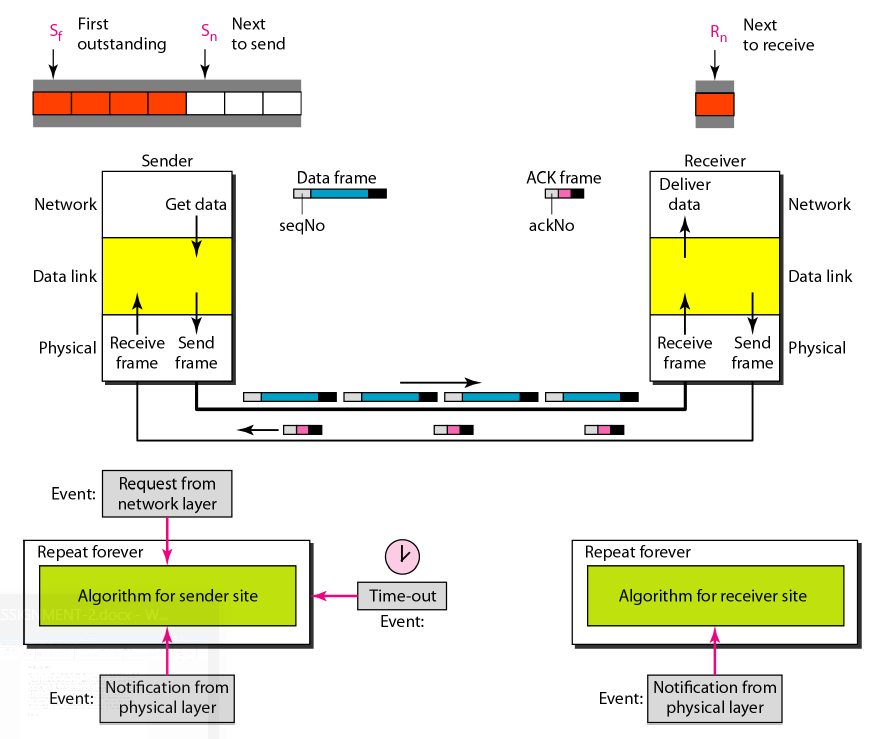 Sf First
outstanding
Sn Next
to send
Rn Next
to receive
Sender
Receiver
Data frame
ACK frame
seqNo
ackNo
Network
Get data
Deliver
data
Network
Data link
Data link
Physical
Receive
frame
Send
frame
Receive
frame
Send
frame
Physical
Event:
Request from
network layer
Repeat forever
Algorithm for sender site
Time-out
Event:
Repeat forever
Algorithm for receiver site
SSIGNMENT-2.docx - W...
Event:
Notification from
physical layer
Event:
Notification from
physical layer